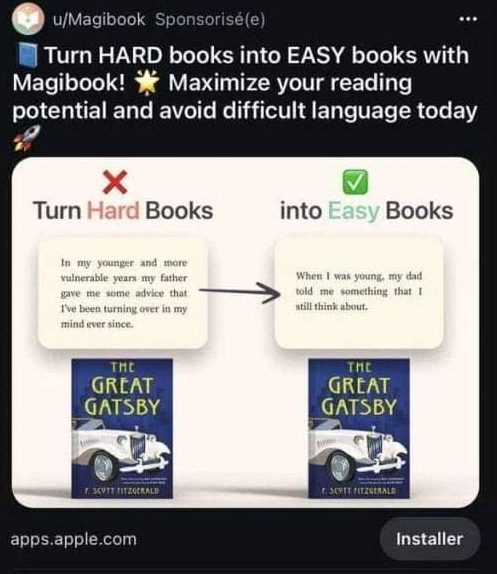 u/Magibook Sponsorisé(e)
📘 Turn HARD books into EASY books with
Magibook! 🌟 Maximize your reading
potential and avoid difficult language today
🚀
❌
Turn Hard Books
In my younger and more
vulnerable years my father
gave me some advice that
I've been turning over in my
mind ever since.
THE
GREAT
GATSBY
F. SCOTT FITZGERALD
✅
into Easy Books
When I was young, my dad
told me something that I
still think about.
THE
GREAT
GATSBY
F. SCOTT FITZGERALD
apps.apple.com
Installer